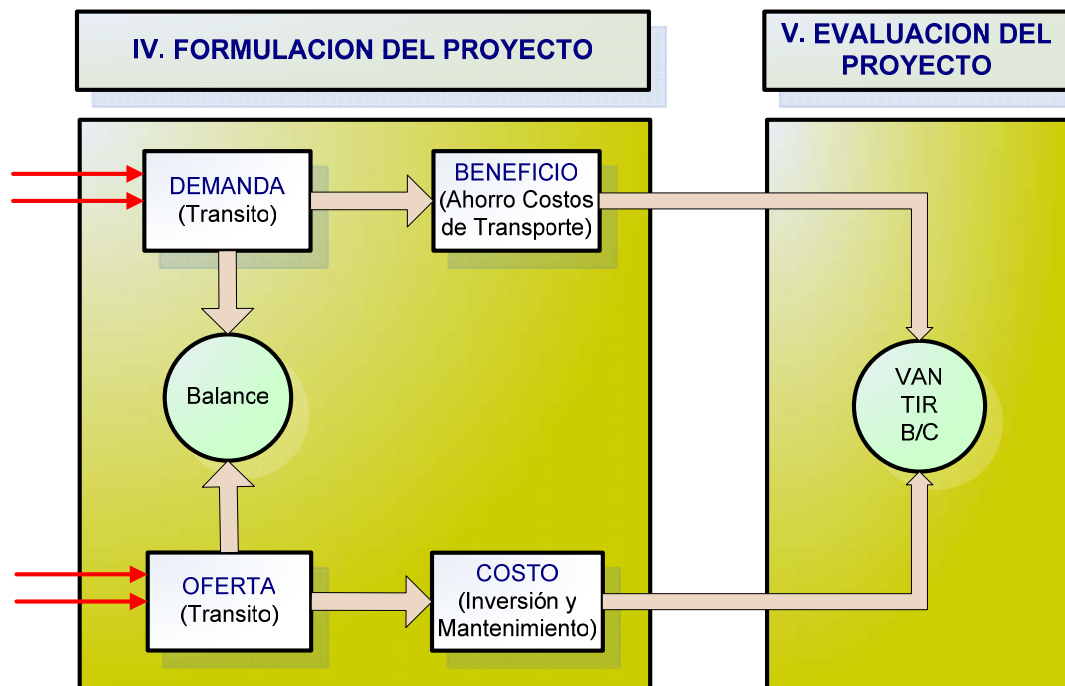 IV. FORMULACION DEL PROYECTO
V. EVALUACION DEL
PROYECTO
DEMANDA
(Transito)
BENEFICIO
(Ahorro Costos
de Transporte)
Balance
VAN
TIR
B/C
OFERTA
(Transito)
COSTO
(Inversión y
Mantenimiento)